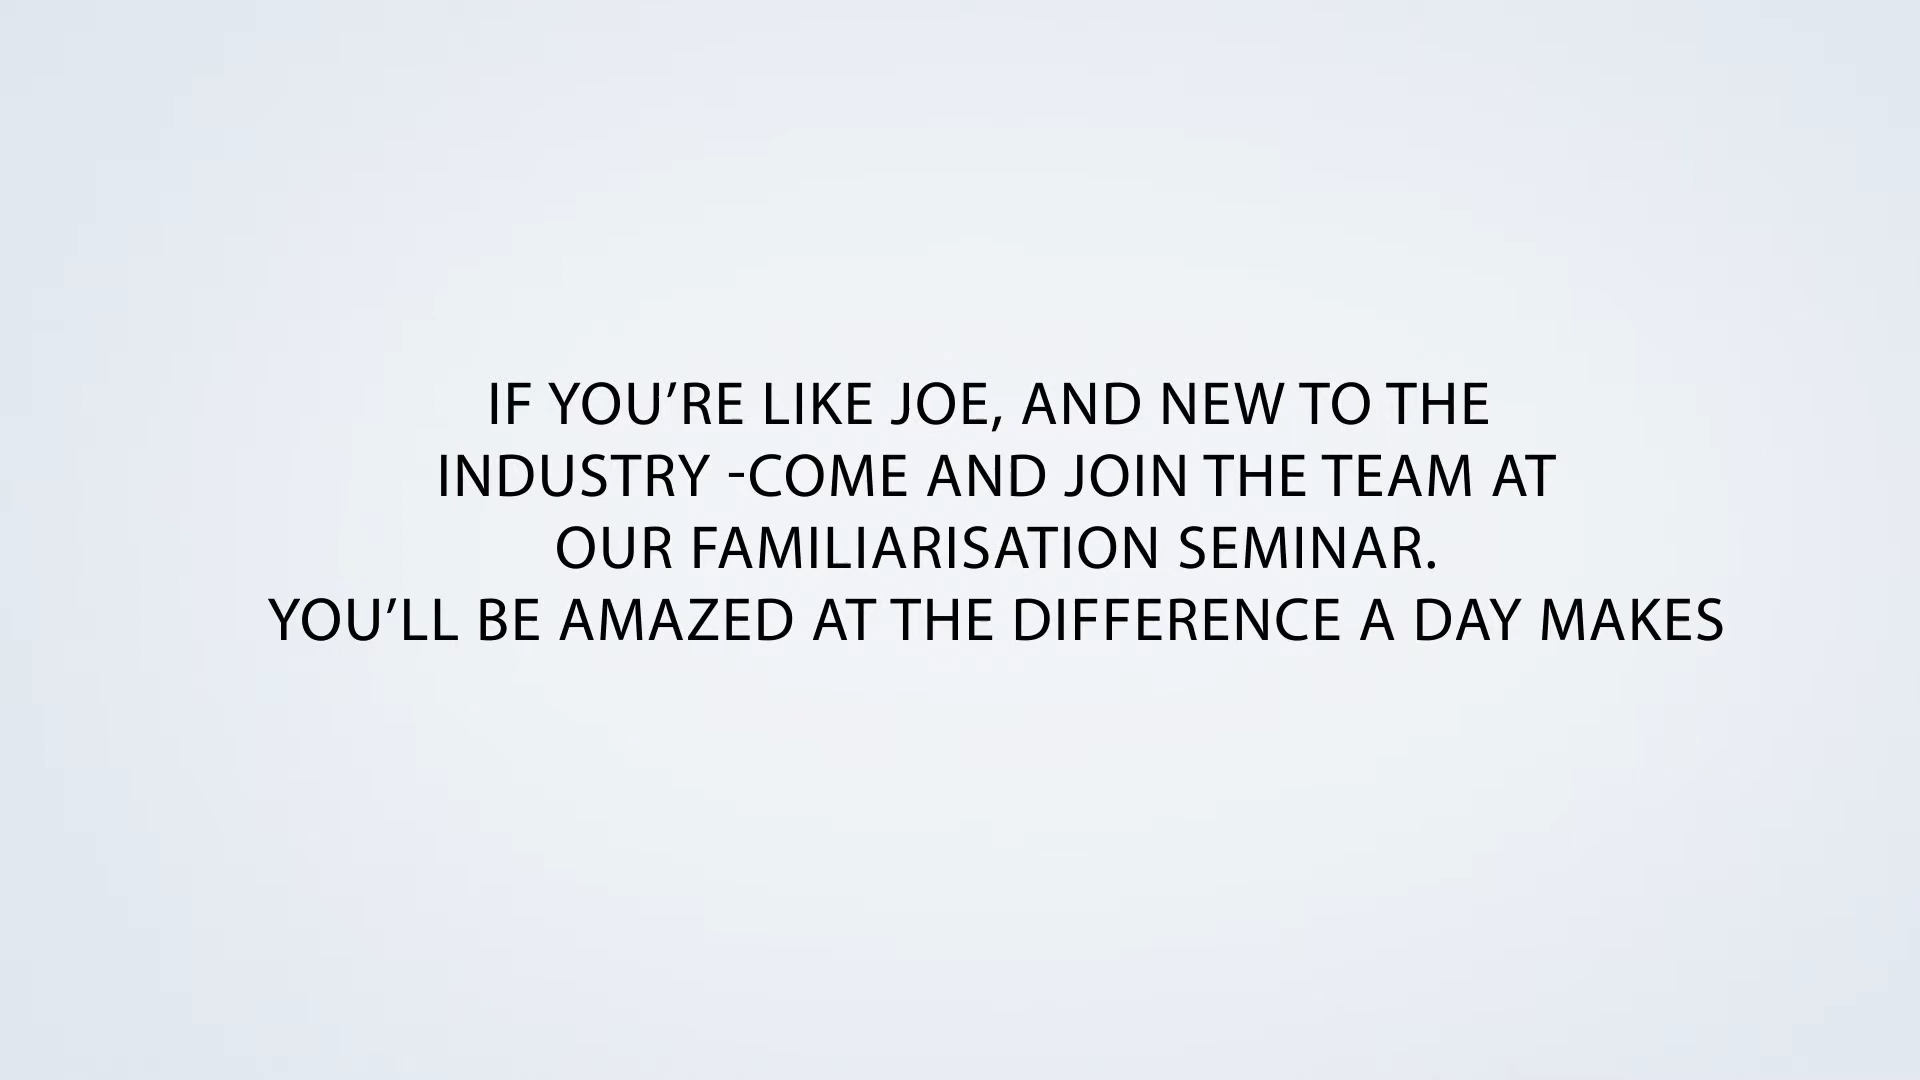 IF YOU’RE LIKE JOE, AND NEW TO THE
INDUSTRY -COME AND JOIN THE TEAM AT
OUR FAMILIARISATION SEMINAR.
YOU’LL BE AMAZED AT THE DIFFERENCE A DAY MAKES